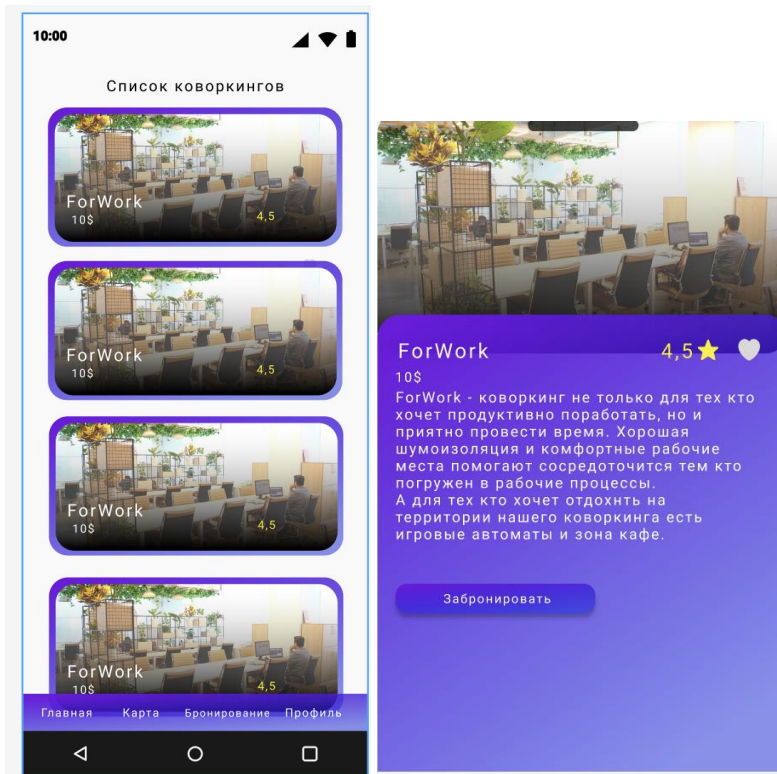 10:00
Список коворкингов
ForWork
10$
4,5
ForWork
10$
4,5
ForWork
10$
4,5
ForWork
10$
4,5
Главная Карта Бронирование Профиль
ForWork 4,5
10$
ForWork - коворкинг не только для тех кто
хочет продуктивно поработать, но и
приятно провести время. Хорошая
шумоизоляция и комфортные рабочие
места помогают сосредоточится тем кто
погружен в рабочие процессы.
А для тех кто хочет отдохнть на
территории нашего коворкинга есть
игровые автоматы и зона кафе.
Забронировать